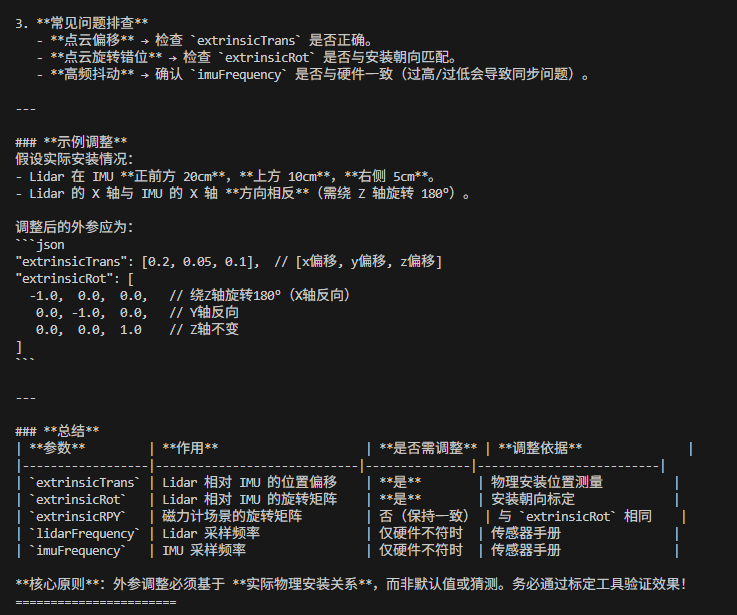 3. **常见问题排查**
   - **点云偏移** → 检查 `extrinsicTrans` 是否正确。
   - **点云旋转错位** → 检查 `extrinsicRot` 是否与安装朝向匹配。
   - **高频抖动** → 确认 `imuFrequency` 是否与硬件一致（过高/过低会导致同步问题）。
---
### **示例调整**
假设实际安装情况：
- Lidar 在 IMU **正前方 20cm**，**上方 10cm**，**右侧 5cm**。
- Lidar 的 X 轴与 IMU 的 X 轴 **方向相反**（需绕 Z 轴旋转 180°）。
调整后的外参应为：
```json
"extrinsicTrans": [0.2, 0.05, 0.1],  // [x偏移, y偏移, z偏移]
"extrinsicRot": [
  -1.0,  0.0,  0.0,   // 绕Z轴旋转180°（X轴反向）
   0.0, -1.0,  0.0,   // Y轴反向
   0.0,  0.0,  1.0    // Z轴不变
]
```
---
### **总结**
| **参数**        | **作用**                  | **是否需调整** | **调整依据**             |
|-----------------|---------------------------|----------------|--------------------------|
| `extrinsicTrans` | Lidar 相对 IMU 的位置偏移    | **是**       | 物理安装位置测量         |
| `extrinsicRot`   | Lidar 相对 IMU 的旋转矩阵    | **是**       | 安装朝向标定             |
| `extrinsicRPY`   | 磁力计场景的旋转矩阵         | 否（保持一致） | 与 `extrinsicRot` 相同    |
| `lidarFrequency` | Lidar 采样频率             | 仅硬件不符时  | 传感器手册               |
| `imuFrequency`   | IMU 采样频率               | 仅硬件不符时  | 传感器手册               |
**核心原则**：外参调整必须基于 **实际物理安装关系**，而非默认值或猜测。务必通过标定工具验证效果！
=======================